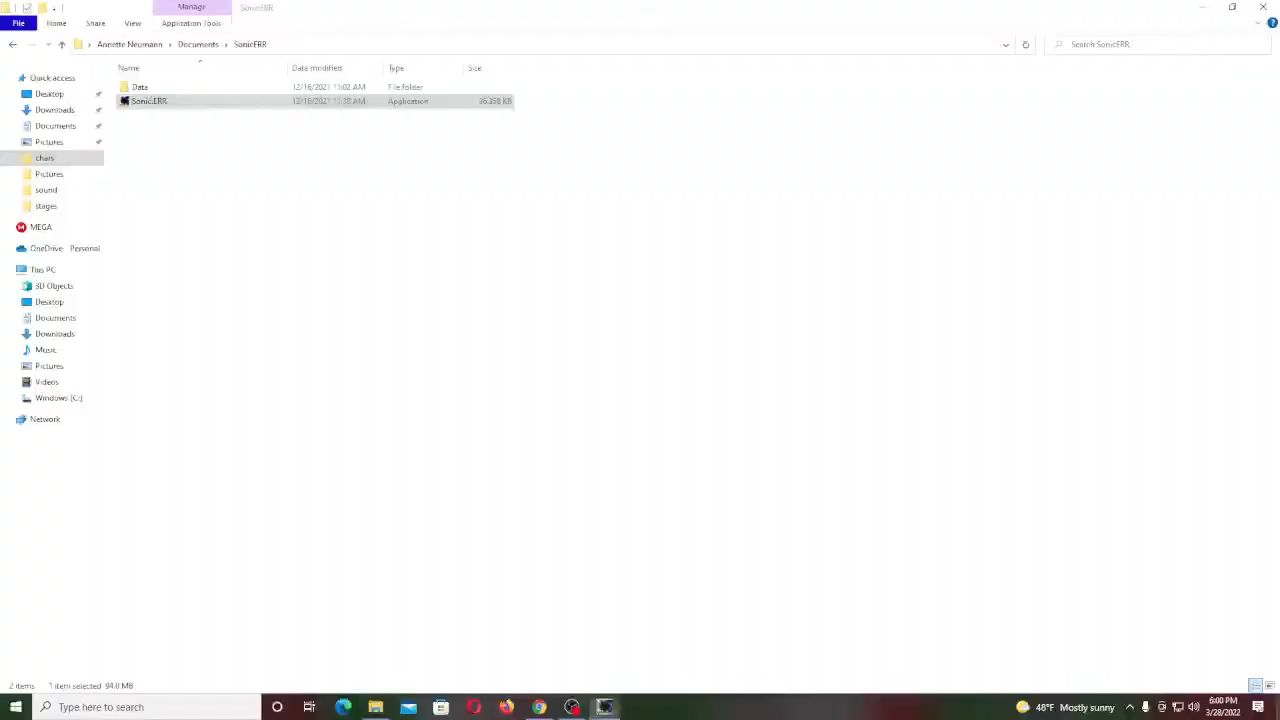 Manage
SonicERR
File
Home
Share
View
Application Tools
Annette Neumann
Documents
SonicERR
Search SonicERR
Name
Date modified
Type
Size
Data
12/16/2021 11:02 AM
File folder
Sonic.ERR
Application
Quick access
Desktop
Downloads
Documents
Pictures
chars
Pictures
sound
stages
MEGA
OneDrive - Personal
This PC
3D Objects
Desktop
Documents
Downloads
Music
Pictures
Videos
Windows (C:)
Network
2 items
1 item selected 94.0 MB
Type here to search
48°F Mostly sunny
6:00 PM
3/28/2022